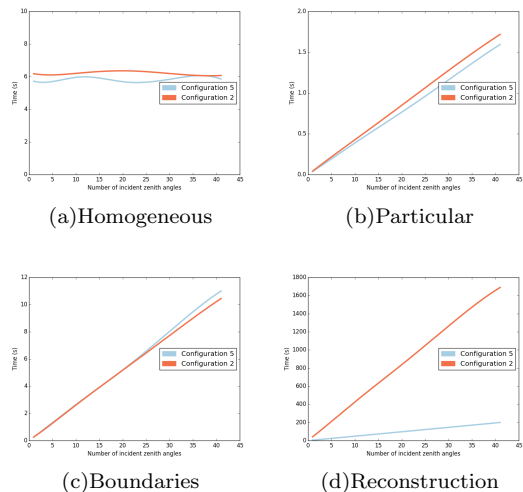 10
8
6
4
2
0
0 5 10 15 20 25 30 35 40 45
Time (s)
Number of incident zenith angles
Configuration 5
Configuration 2
(a)Homogeneous
2.0
1.5
1.0
0.5
0.0
0 5 10 15 20 25 30 35 40 45
Time (s)
Number of incident zenith angles
Configuration 5
Configuration 2
(b)Particular
12
10
8
6
4
2
0
0 5 10 15 20 25 30 35 40 45
Time (s)
Number of incident zenith angles
Configuration 5
Configuration 2
(c)Boundaries
1800
1600
1400
1200
1000
800
600
400
200
0
0 5 10 15 20 25 30 35 40 45
Time (s)
Number of incident zenith angles
Configuration 5
Configuration 2
(d)Reconstruction